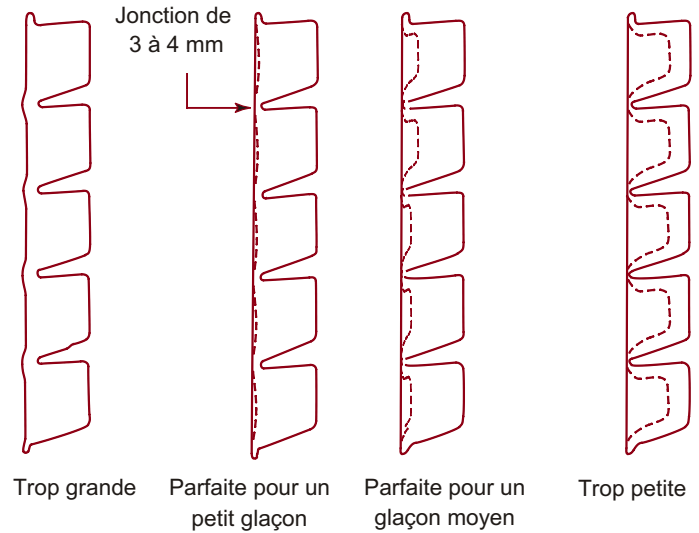 Jonction de
3 à 4 mm
Trop grande
Parfaite pour un
petit glaçon
Parfaite pour un
glaçon moyen
Trop petite